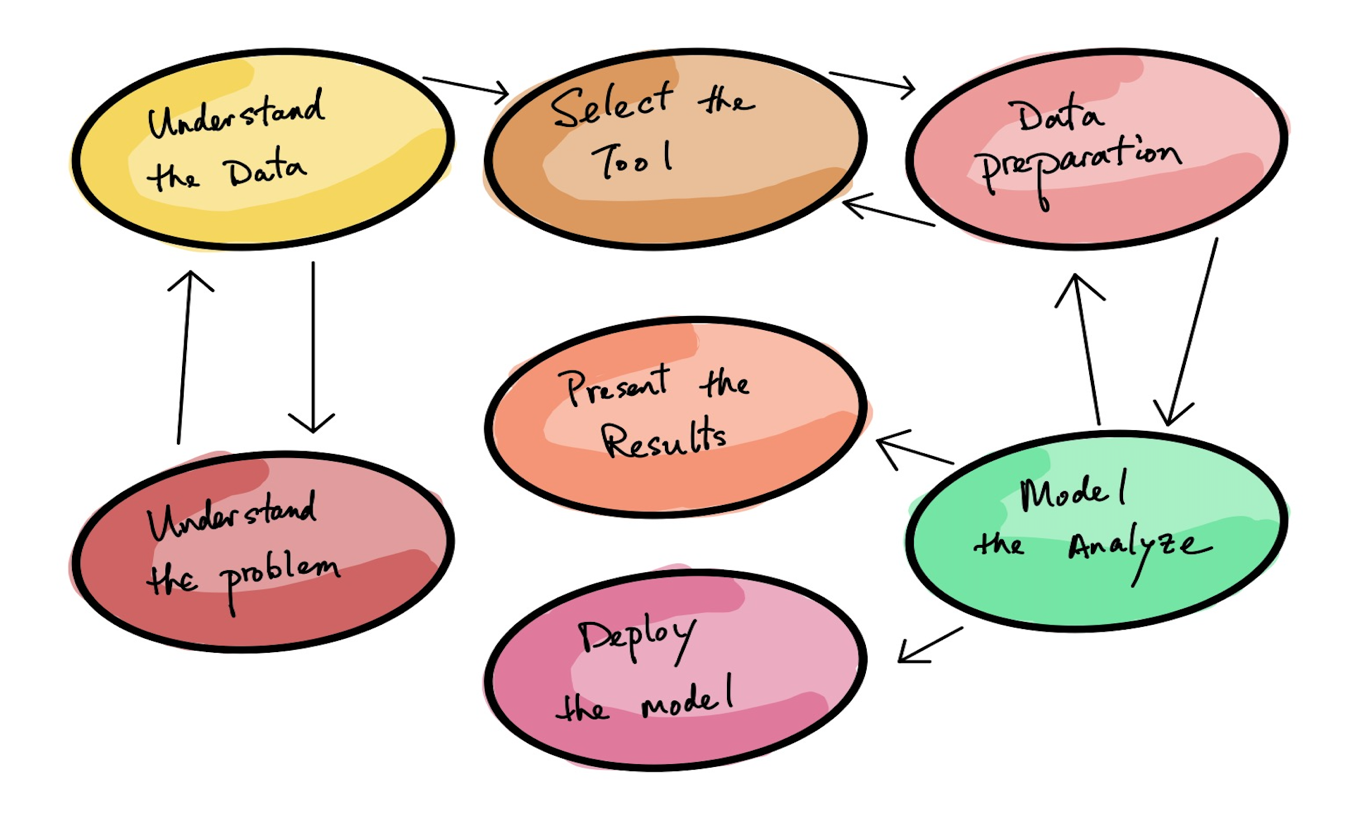 Understand
the Data
Select the
Tool
Data
preparation
Present the
Results
Understand
the problem
Model
the Analyze
Deploy
the model